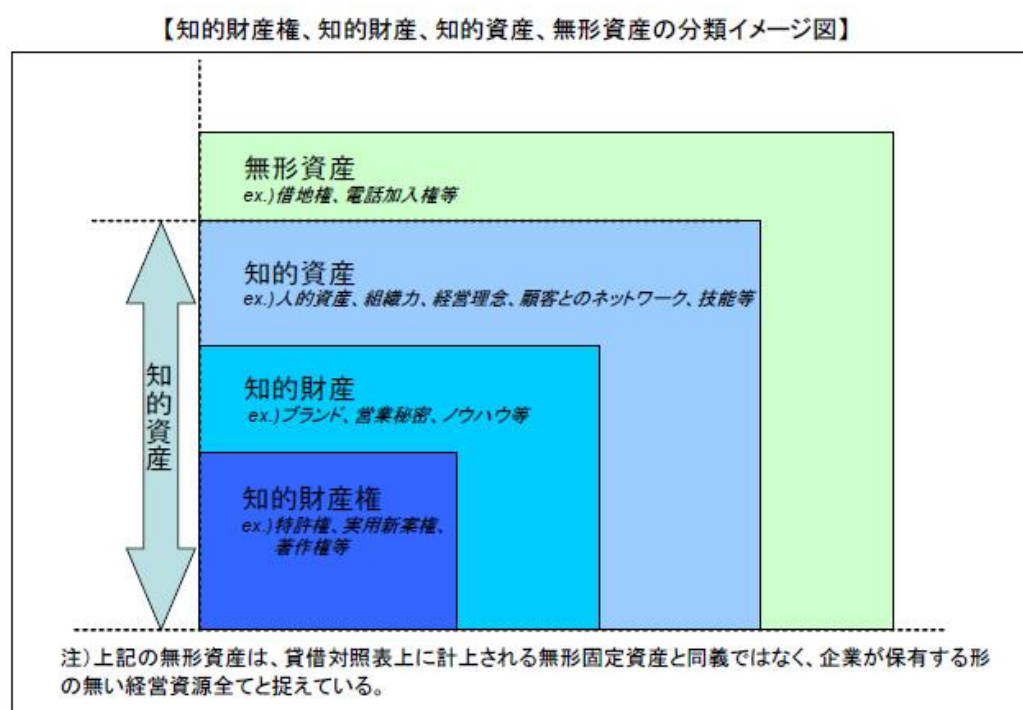 【知的財産権、知的財産、知的資産、無形資産の分類イメージ図】
無形資産
ex.)借地権、電話加入権等
知的資産
ex.)人的資産、組織力、経営理念、顧客とのネットワーク、技能等
知的資産
知的財産
ex.)ブランド、営業秘密、ノウハウ等
知的財産権
ex.)特許権、実用新案権、
著作権等
注)上記の無形資産は、貸借対照表上に計上される無形固定資産と同義ではなく、企業が保有する形
の無い経営資源全てと捉えている。